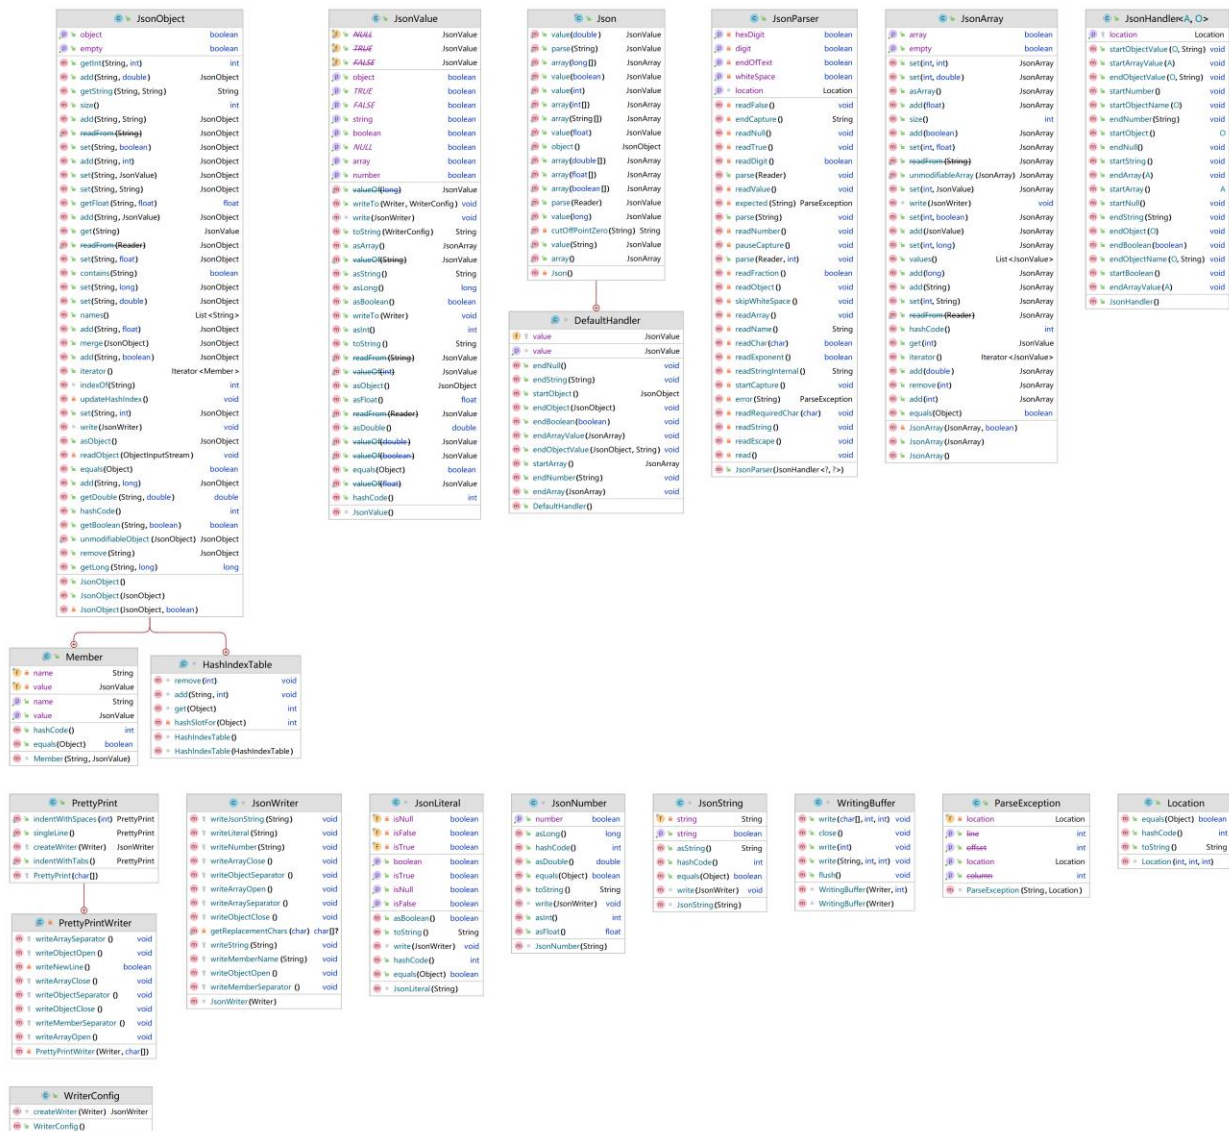 JsonObject
object boolean
empty boolean
getInt(String, int) int
add(String, double) JsonObject
getString(String, String) String
size() int
add(String, String) JsonObject
readFrom(String) JsonObject
set(String, boolean) JsonObject
add(String, int) JsonObject
set(String, JsonValue) JsonObject
set(String, String) JsonObject
getFloat(String, float) float
add(String, JsonValue) JsonObject
get(String) JsonValue
readFrom(Reader) JsonObject
set(String, float) JsonObject
contains(String) boolean
set(String, long) JsonObject
set(String, double) JsonObject
names() List<String>
add(String, float) JsonObject
merge(JsonObject) JsonObject
add(String, boolean) JsonObject
iterator() Iterator<Member>
indexOf(String) int
updateHashIndex() void
set(String, int) JsonObject
write(JsonWriter) void
asObject() JsonObject
readObject(ObjectInputStream) void
equals(Object) boolean
add(String, long) JsonObject
getDouble(String, double) double
hashCode() int
getBoolean(String, boolean) boolean
unmodifiableObject(JsonObject) JsonObject
remove(String) JsonObject
getLong(String, long) long
JsonObject()
JsonObject(JsonObject)
JsonObject(JsonObject, boolean)
JsonValue
NULL JsonValue
TRUE JsonValue
FALSE JsonValue
object boolean
TRUE boolean
FALSE boolean
string boolean
boolean boolean
NULL boolean
array boolean
number boolean
valueOf(long) JsonValue
writeTo(Writer, WriterConfig) void
write(JsonWriter) void
toString(WriterConfig) String
asArray() JsonArray
valueOf(String) JsonValue
asString() String
asLong() long
asBoolean() boolean
writeTo(Writer) void
asInt() int
toString() String
readFrom(String) JsonValue
valueOf(int) JsonValue
asObject() JsonObject
asFloat() float
readFrom(Reader) JsonValue
asDouble() double
valueOf(double) JsonValue
valueOf(boolean) JsonValue
equals(Object) boolean
valueOf(float) JsonValue
hashCode() int
JsonValue()
Json
value(double) JsonValue
parse(String) JsonValue
array(long[]) JsonArray
value(boolean) JsonValue
value(int) JsonValue
array(int[]) JsonArray
array(String[]) JsonArray
value(float) JsonValue
object() JsonObject
array(double[]) JsonArray
array(float[]) JsonArray
array(boolean[]) JsonArray
parse(Reader) JsonValue
value(long) JsonValue
cutOffPointZero(String) String
value(String) JsonValue
array() JsonArray
Json()
DefaultHandler
value JsonValue
value JsonValue
endNull() void
endString(String) void
startObject() JsonObject
endObject(JsonObject) void
endBoolean(boolean) void
endArrayValue(JsonArray) void
endObjectValue(JsonObject, String) void
startArray() JsonArray
endNumber(String) void
endArray(JsonArray) void
DefaultHandler()
JsonParser
hexDigit boolean
digit boolean
endOfText boolean
whiteSpace boolean
location Location
readFalse() void
endCapture() String
readNull() void
readTrue() void
readDigit() boolean
parse(Reader) void
readValue() void
expected(String) ParseException
parse(String) void
readNumber() void
pauseCapture() void
parse(Reader, int) void
readFraction() boolean
readObject() void
skipWhiteSpace() void
readArray() void
readName() String
readChar(char) boolean
readExponent() boolean
readStringInternal() String
startCapture() void
error(String) ParseException
readRequiredChar(char) void
readString() void
readEscape() void
read() void
JsonParser(JsonHandler<?, ?>)
JsonArray
array boolean
empty boolean
set(int, int) JsonArray
set(int, double) JsonArray
asArray() JsonArray
add(float) JsonArray
size() int
add(boolean) JsonArray
set(int, float) JsonArray
readFrom(String) JsonArray
unmodifiableArray(JsonArray) JsonArray
set(int, JsonValue) JsonArray
write(JsonWriter) void
set(int, boolean) JsonArray
add(JsonValue) JsonArray
set(int, long) JsonArray
values() List<JsonValue>
add(long) JsonArray
add(String) JsonArray
set(int, String) JsonArray
readFrom(Reader) JsonArray
hashCode() int
get(int) JsonValue
iterator() Iterator<JsonValue>
add(double) JsonArray
remove(int) JsonArray
add(int) JsonArray
equals(Object) boolean
JsonArray(JsonArray, boolean)
JsonArray(JsonArray)
JsonArray()
JsonHandler<A, O>
location Location
startObjectValue(O, String) void
startArrayValue(A) void
endObjectValue(O, String) void
startNumber() void
startObjectName(O) void
endNumber(String) void
startObject() O
endNull() void
startString() void
endArray(A) void
startArray() A
startNull() void
endString(String) void
endObject(O) void
endBoolean(boolean) void
endObjectName(O, String) void
startBoolean() void
endArrayValue(A) void
JsonHandler()
Member
name String
value JsonValue
name String
value JsonValue
hashCode() int
equals(Object) boolean
Member(String, JsonValue)
HashIndexTable
remove(int) void
add(String, int) void
get(Object) int
hashSlotFor(Object) int
HashIndexTable()
HashIndexTable(HashIndexTable)
PrettyPrint
indentWithSpaces(int) PrettyPrint
singleLine() PrettyPrint
createWriter(Writer) JsonWriter
indentWithTabs() PrettyPrint
PrettyPrint(char[])
PrettyPrintWriter
writeArraySeparator() void
writeObjectOpen() void
writeNewLine() boolean
writeArrayClose() void
writeObjectSeparator() void
writeObjectClose() void
writeMemberSeparator() void
writeArrayOpen() void
PrettyPrintWriter(Writer, char[])
JsonWriter
writeJsonString(String) void
writeLiteral(String) void
writeNumber(String) void
writeArrayClose() void
writeObjectSeparator() void
writeArrayOpen() void
writeArraySeparator() void
writeObjectClose() void
getReplacementChars(char) char[]?
writeString(String) void
writeMemberName(String) void
writeObjectOpen() void
writeMemberSeparator() void
JsonWriter(Writer)
JsonLiteral
isNull boolean
isFalse boolean
isTrue boolean
boolean boolean
isTrue boolean
isNull boolean
isFalse boolean
asBoolean() boolean
toString() String
write(JsonWriter) void
hashCode() int
equals(Object) boolean
JsonLiteral(String)
JsonNumber
number boolean
asLong() long
hashCode() int
asDouble() double
equals(Object) boolean
toString() String
write(JsonWriter) void
asInt() int
asFloat() float
JsonNumber(String)
JsonString
string String
string boolean
asString() String
hashCode() int
equals(Object) boolean
write(JsonWriter) void
JsonString(String)
WritingBuffer
write(char[], int, int) void
close() void
write(int) void
write(String, int, int) void
flush() void
WritingBuffer(Writer, int)
WritingBuffer(Writer)
ParseException
location Location
line int
offset int
location Location
column int
ParseException(String, Location)
Location
equals(Object) boolean
hashCode() int
toString() String
Location(int, int, int)
WriterConfig
createWriter(Writer) JsonWriter
WriterConfig()